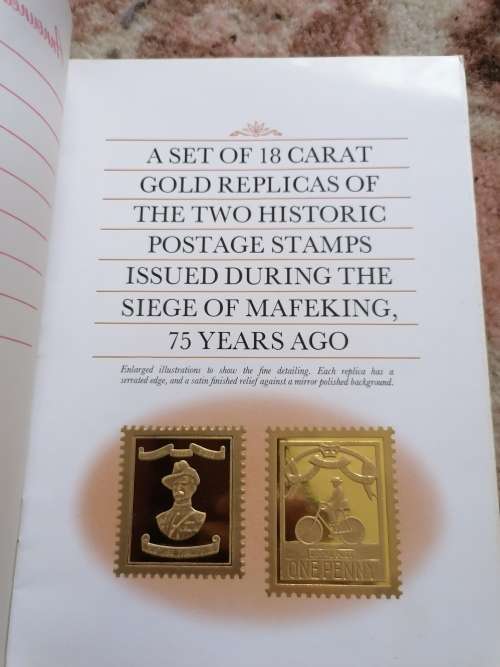 A SET OF 18 CARAT
GOLD REPLICAS OF
THE TWO HISTORIC
POSTAGE STAMPS
ISSUED DURING THE
SIEGE OF MAFEKING,
75 YEARS AGO
Enlarged illustrations to show the fine detailing. Each replica has a
serrated edge, and a satin finished relief against a mirror polished background.
ONE PENNY